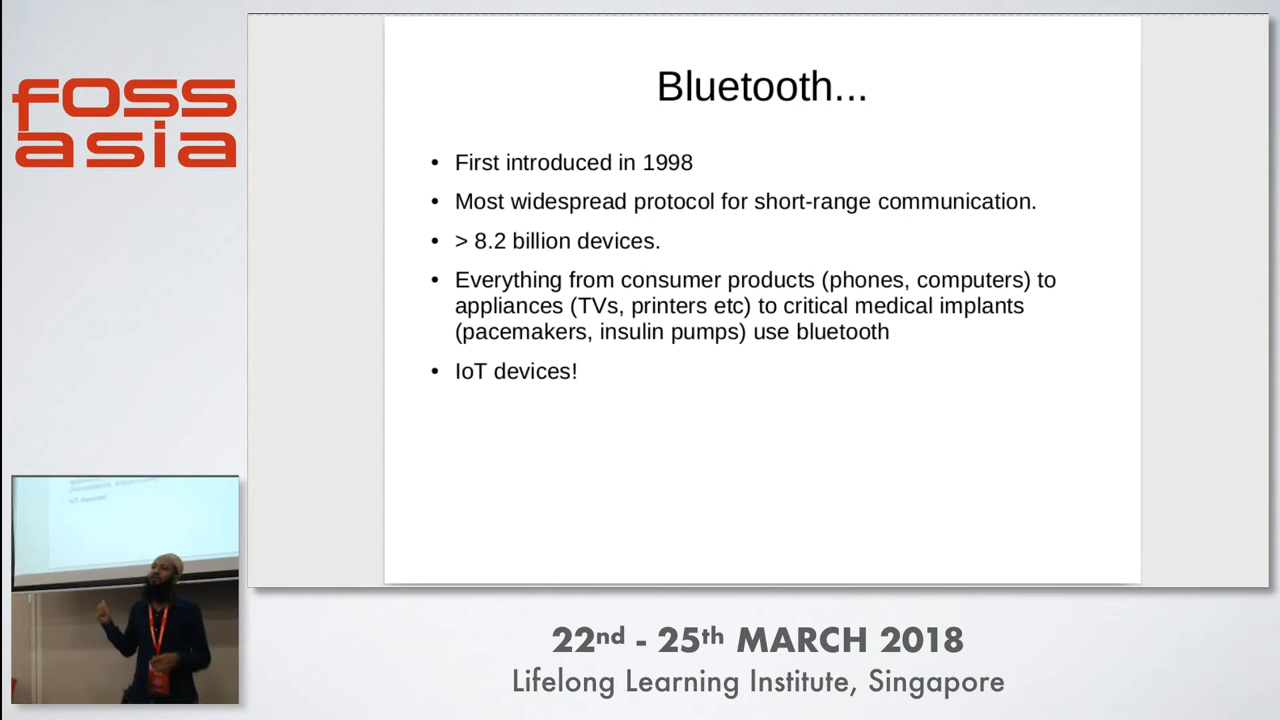 foss
asia
Bluetooth...
• First introduced in 1998
• Most widespread protocol for short-range communication.
• > 8.2 billion devices.
• Everything from consumer products (phones, computers) to
appliances (TVs, printers etc) to critical medical implants
(pacemakers, insulin pumps) use bluetooth
• IoT devices!
IoT devices!
22nd - 25th MARCH 2018
Lifelong Learning Institute, Singapore